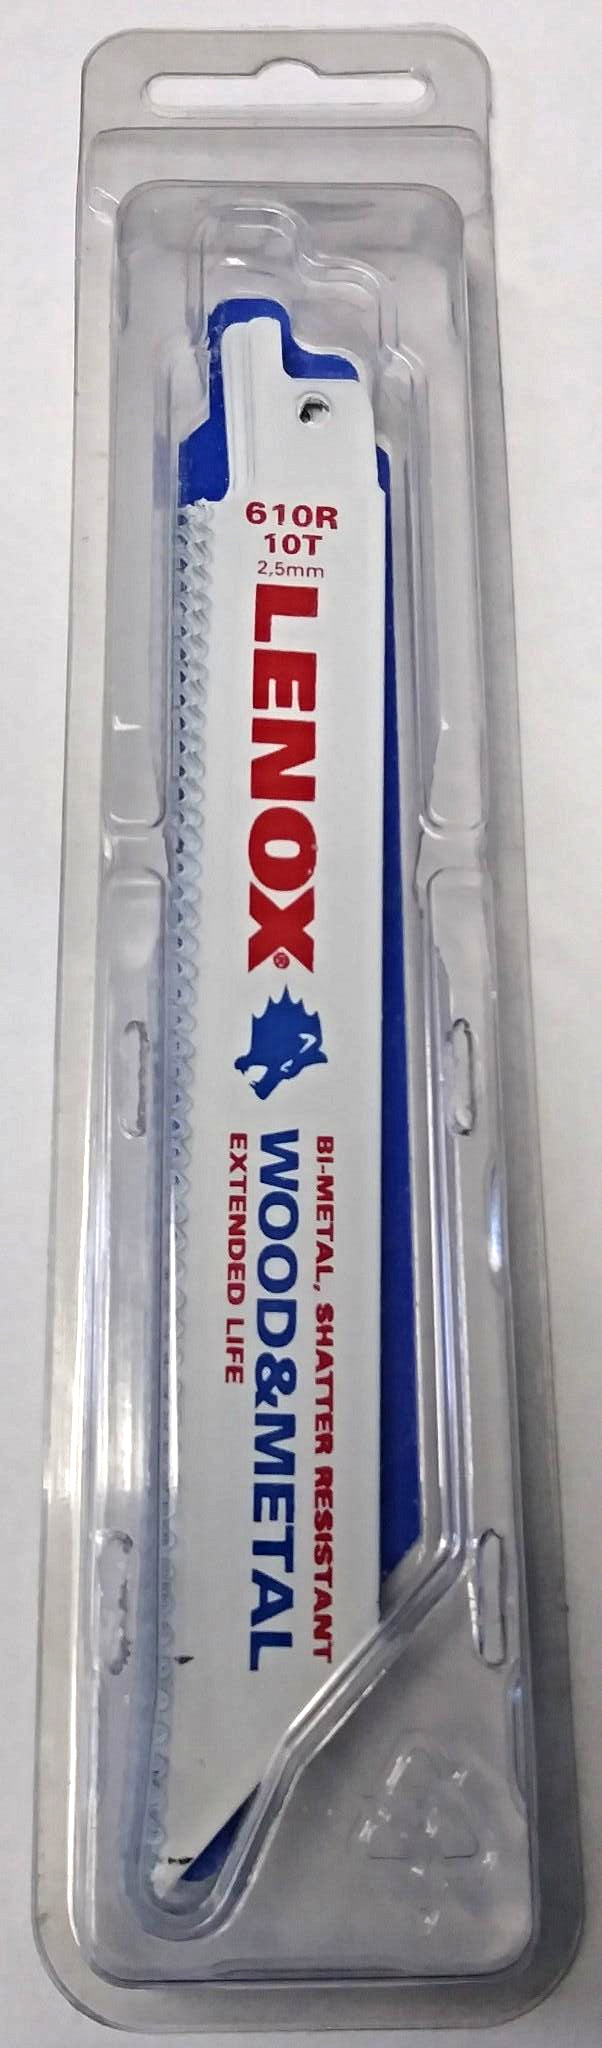 610R
10T
2,5mm
LENOX®
BI-METAL, SHATTER RESISTANT
WOOD&METAL
EXTENDED LIFE